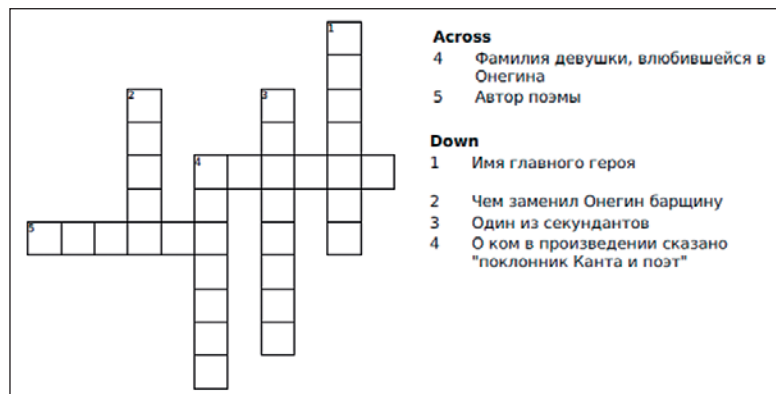 1
2
3
4
5
Across
4 Фамилия девушки, влюбившейся в
Онегина
5 Автор поэмы
Down
1 Имя главного героя
2 Чем заменил Онегин барщину
3 Один из секундантов
4 О ком в произведении сказано
"поклонник Канта и поэт"